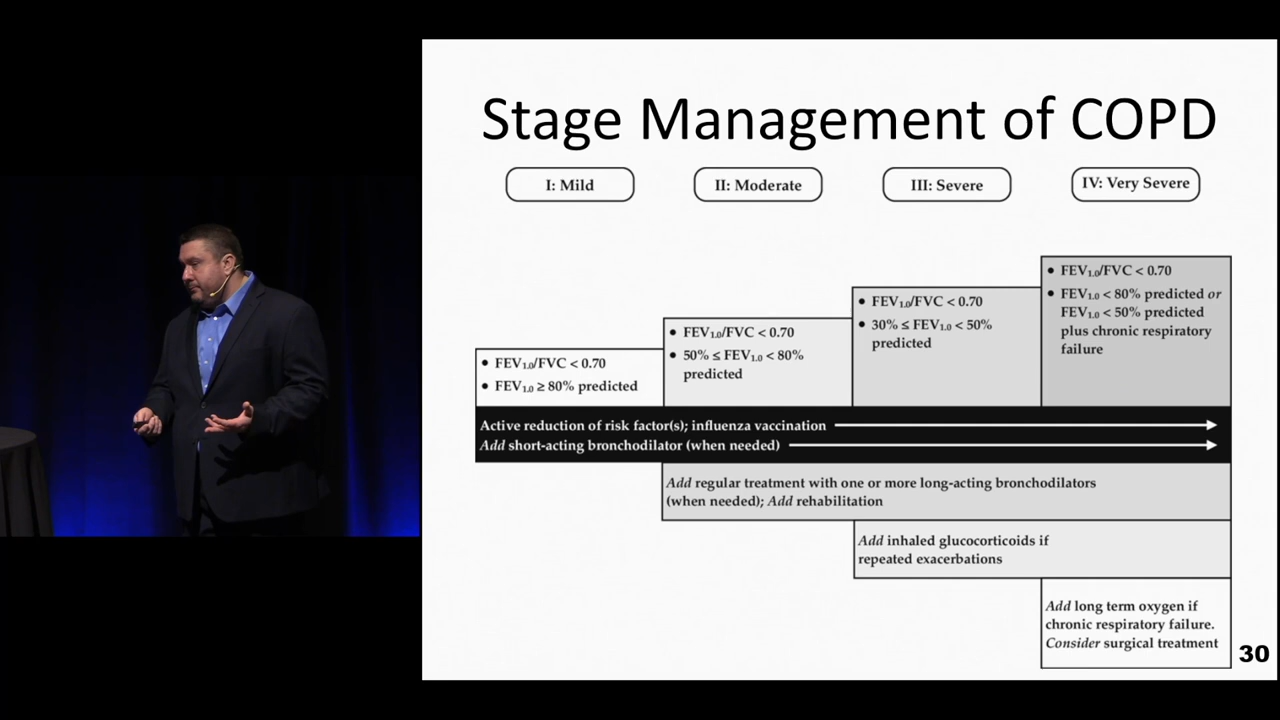 Stage Management of COPD
I: Mild
II: Moderate
III: Severe
IV: Very Severe
• FEV1.0/FVC < 0.70
• FEV1.0 ≥ 80% predicted
• FEV1.0/FVC < 0.70
• 50% ≤ FEV1.0 < 80%
predicted
• FEV1.0/FVC < 0.70
• 30% ≤ FEV1.0 < 50%
predicted
• FEV1.0/FVC < 0.70
• FEV1.0 < 80% predicted or
FEV1.0 < 50% predicted
plus chronic respiratory
failure
Active reduction of risk factor(s); influenza vaccination
Add short-acting bronchodilator (when needed)
Add regular treatment with one or more long-acting bronchodilators
(when needed); Add rehabilitation
Add inhaled glucocorticoids if
repeated exacerbations
Add long term oxygen if
chronic respiratory failure.
Consider surgical treatment
30